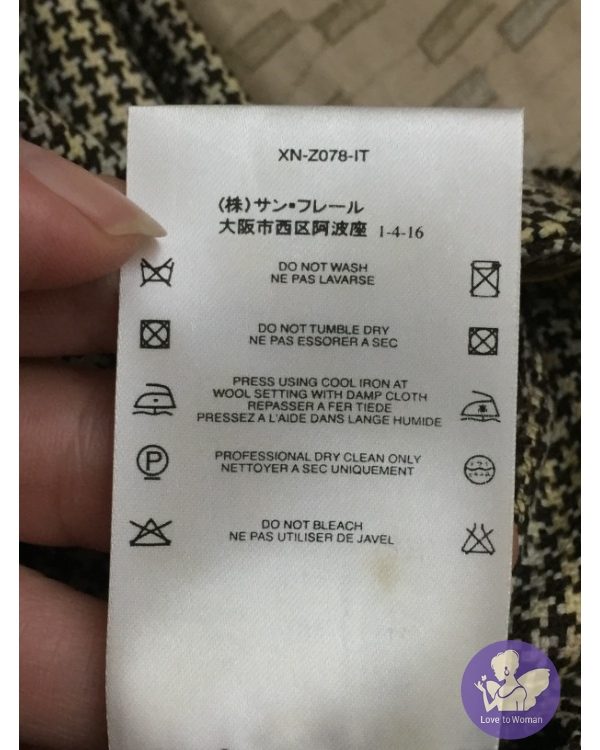 XN-Z078-IT
(株)サン•フレール
大阪市西区阿波座 1-4-16
DO NOT WASH
NE PAS LAVARSE
DO NOT TUMBLE DRY
NE PAS ESSORER A SEC
PRESS USING COOL IRON AT
WOOL SETTING WITH DAMP CLOTH
REPASSER A FER TIEDE
PRESSEZ A L'AIDE DANS LANGE HUMIDE
P
PROFESSIONAL DRY CLEAN ONLY
NETTOYER A SEC UNIQUEMENT
DO NOT BLEACH
NE PAS UTILISER DE JAVEL
Love to Woman